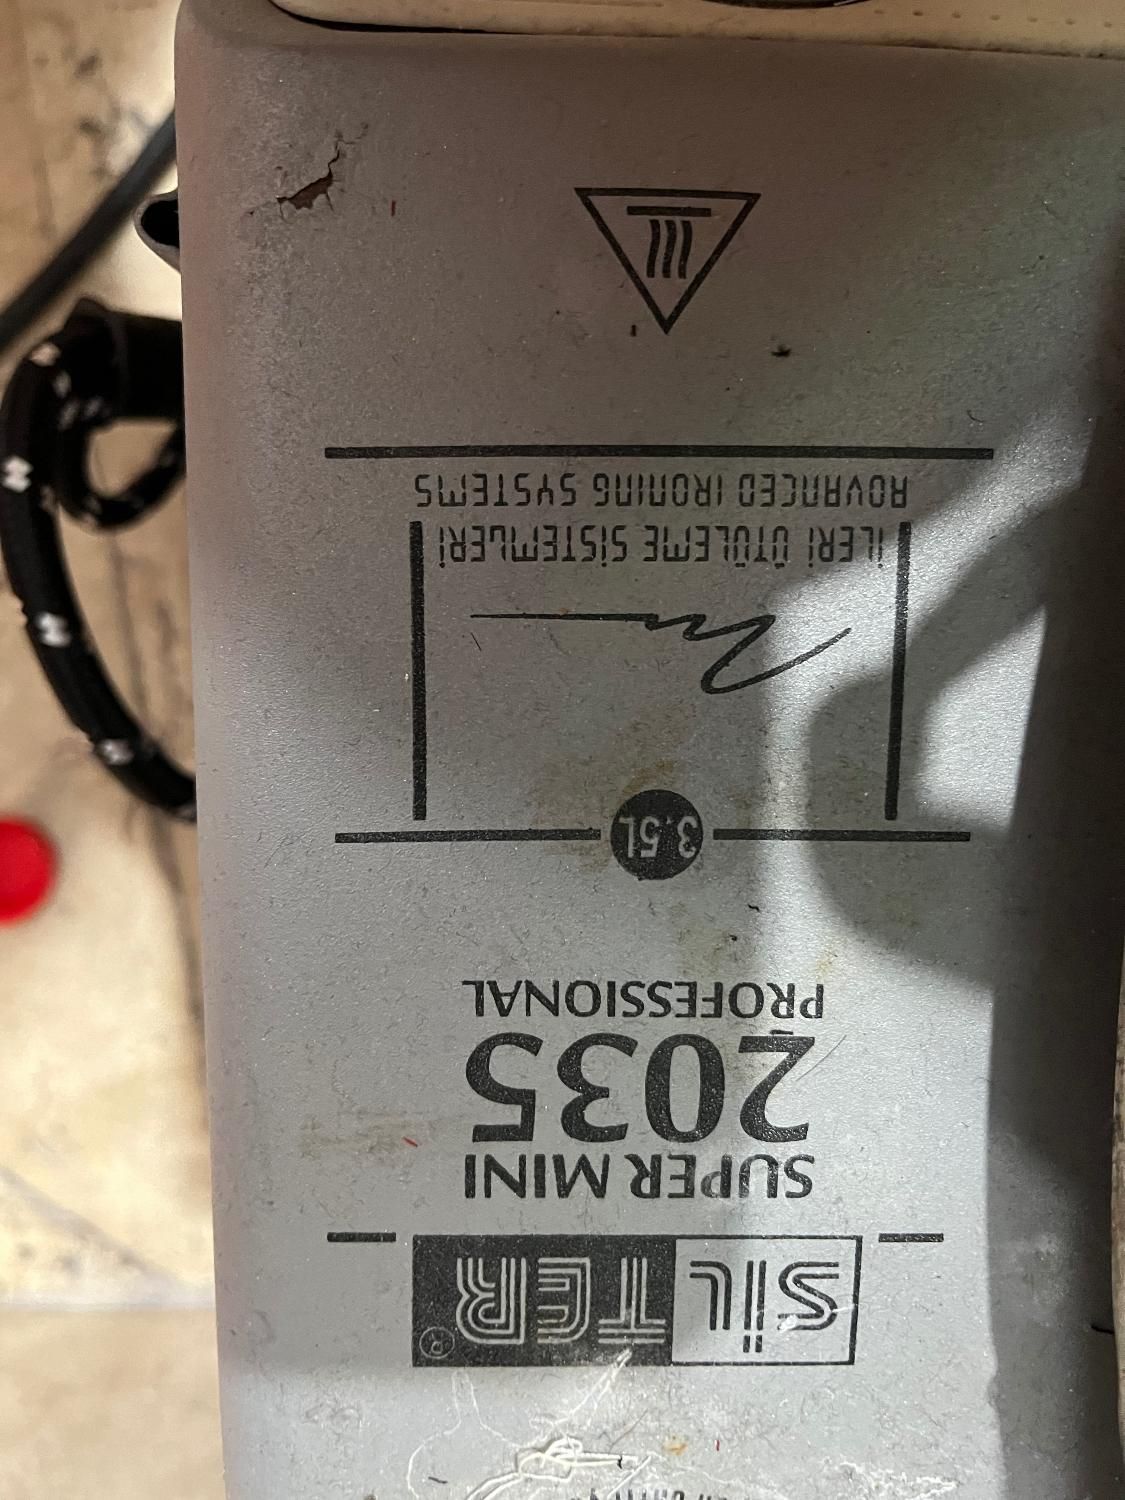 SİLTER®
SUPER MINI
2035
PROFESSIONAL
3.5L
İLERİ ÜTÜLEME SİSTEMLERİ
ADVANCED IRONING SYSTEMS